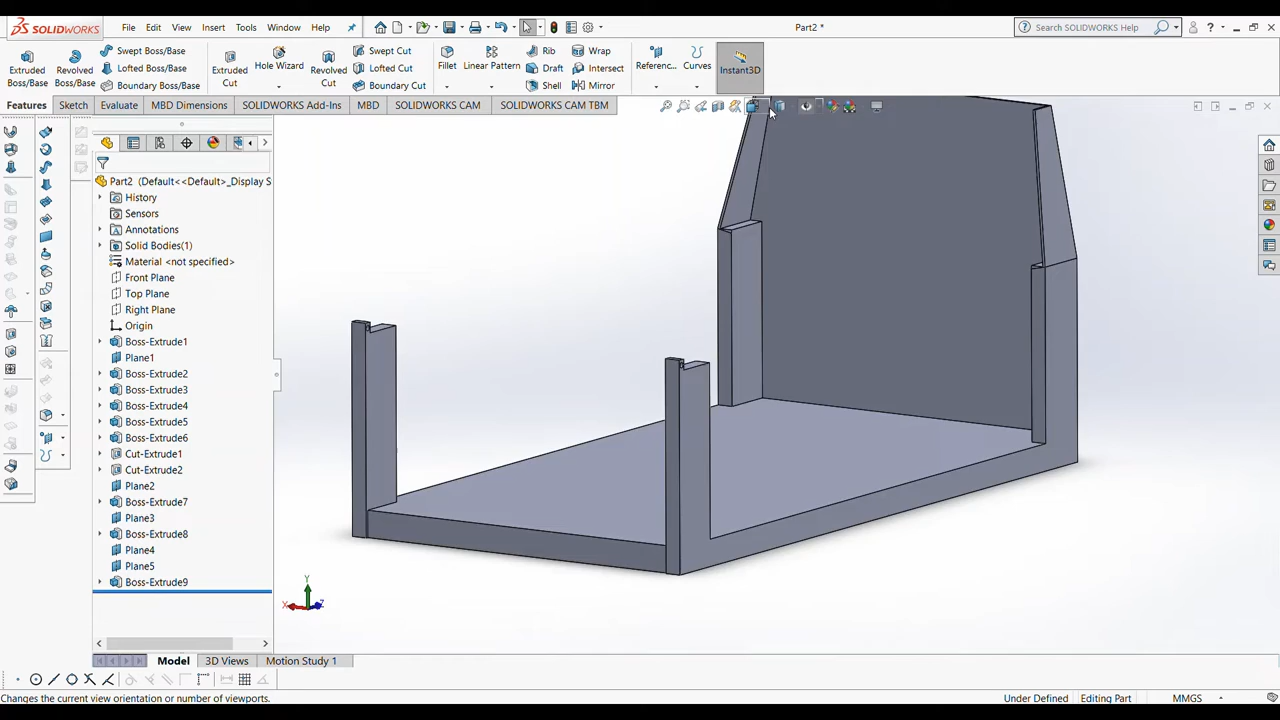 SOLIDWORKS File Edit View Insert Tools Window Help Part2 * Search SOLIDWORKS Help
Extruded Boss/Base
Revolved Boss/Base
Swept Boss/Base
Lofted Boss/Base
Boundary Boss/Base
Extruded Cut
Hole Wizard
Revolved Cut
Swept Cut
Lofted Cut
Boundary Cut
Fillet
Linear Pattern
Rib
Draft
Shell
Wrap
Intersect
Mirror
Referenc...
Curves
Instant3D
Features Sketch Evaluate MBD Dimensions SOLIDWORKS Add-Ins MBD SOLIDWORKS CAM SOLIDWORKS CAM TBM
Part2 (Default<<Default>_Display S
History
Sensors
Annotations
Solid Bodies(1)
Material <not specified>
Front Plane
Top Plane
Right Plane
Origin
Boss-Extrude1
Plane1
Boss-Extrude2
Boss-Extrude3
Boss-Extrude4
Boss-Extrude5
Boss-Extrude6
Cut-Extrude1
Cut-Extrude2
Plane2
Boss-Extrude7
Plane3
Boss-Extrude8
Plane4
Plane5
Boss-Extrude9
Y
X Z
Model 3D Views Motion Study 1
Changes the current view orientation or number of viewports. Under Defined Editing Part MMGS